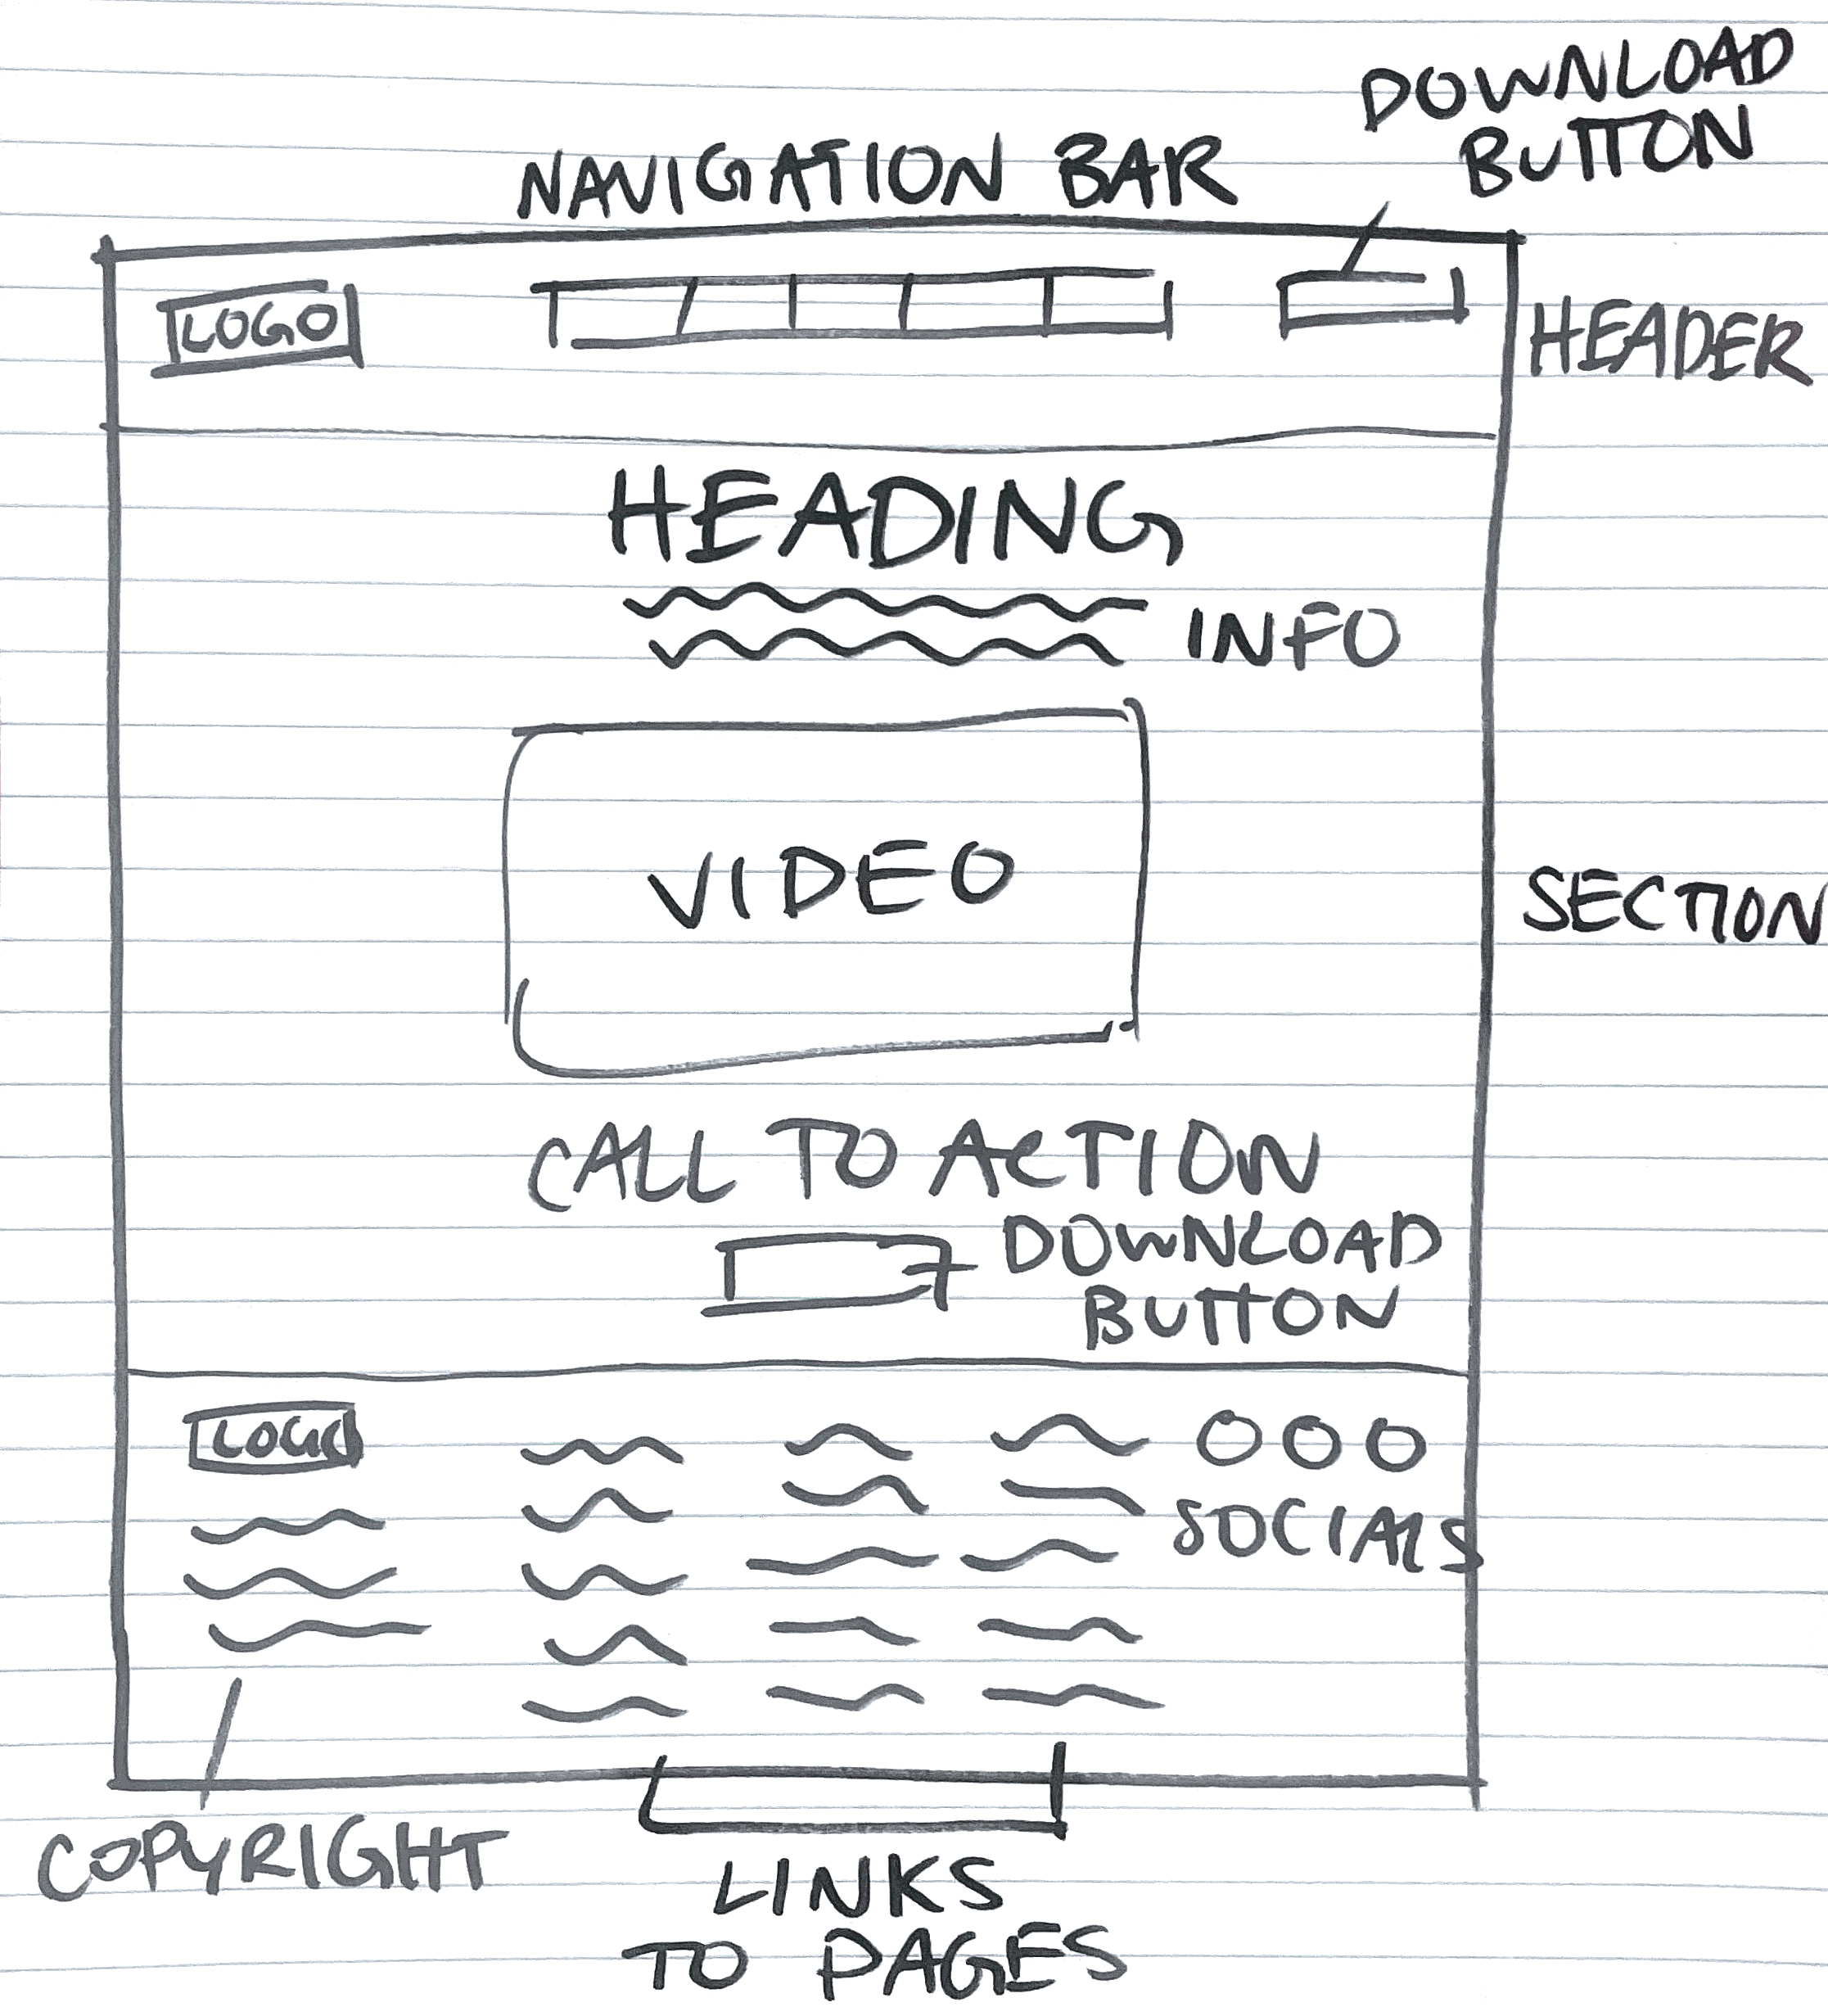 DOWNLOAD
BUTTON
NAVIGATION BAR
LOGO
HEADER
HEADING
INFO
VIDEO
SECTION
CALL TO ACTION
DOWNLOAD
BUTTON
LOGO
SOCIALS
COPYRIGHT
LINKS
TO PAGES